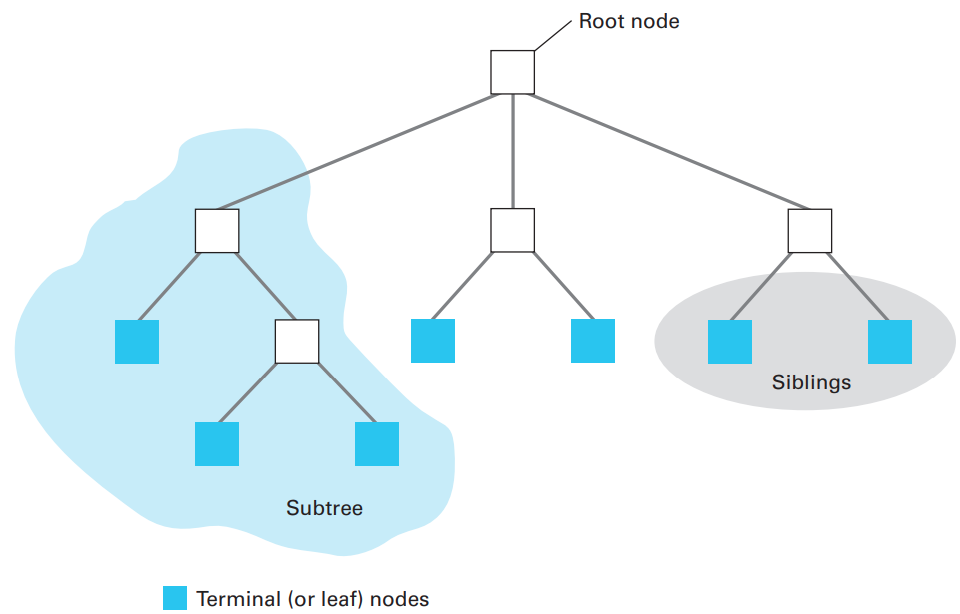 Root node
Siblings
Subtree
Terminal (or leaf) nodes